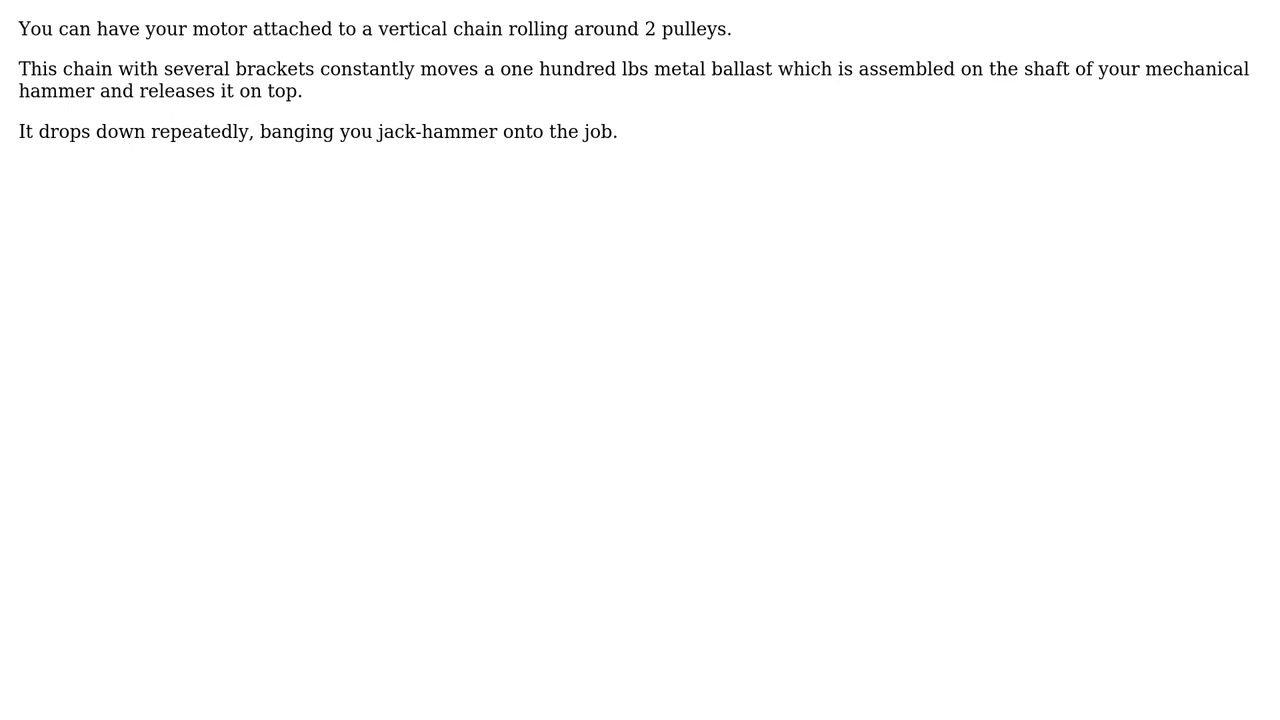 You can have your motor attached to a vertical chain rolling around 2 pulleys.
This chain with several brackets constantly moves a one hundred lbs metal ballast which is assembled on the shaft of your mechanical
hammer and releases it on top.
It drops down repeatedly, banging you jack-hammer onto the job.